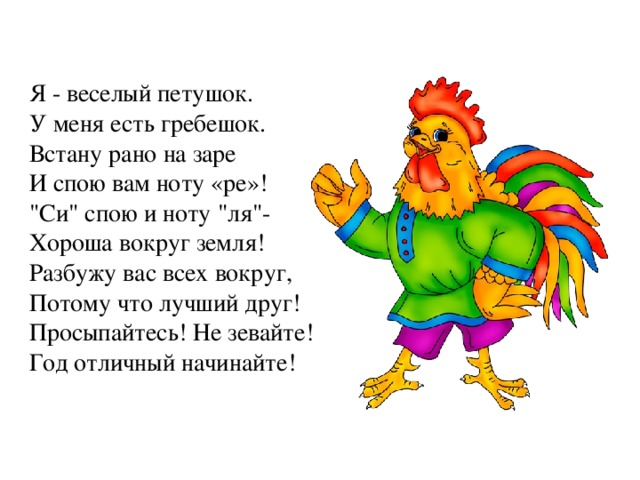 Я - веселый петушок.
У меня есть гребешок.
Встану рано на заре
И спою вам ноту «ре»!
"Си" спою и ноту "ля"-
Хороша вокруг земля!
Разбужу вас всех вокруг,
Потому что лучший друг!
Просыпайтесь! Не зевайте!
Год отличный начинайте!